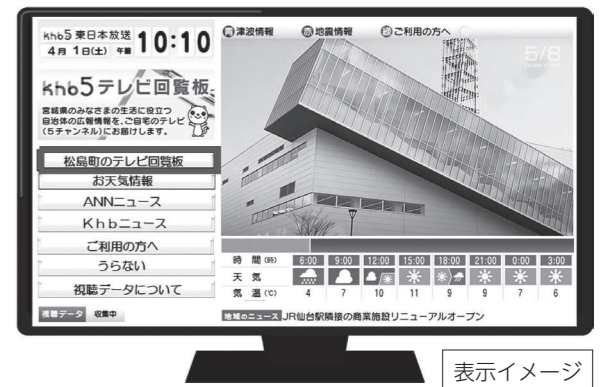 khb5 東日本放送
4月 1日(土) 午前 10:10
khb5テレビ回覧板
宮城県のみなさまの生活に役立つ
自治体の広報情報を、ご自宅のテレビ
(5チャンネル)にお届けします。
松島町のテレビ回覧板
お天気情報
ANNニュース
Khbニュース
ご利用の方へ
うらない
視聴データについて
視聴データ 収集中
黄 津波情報 赤 地震情報 緑 ご利用の方へ
5/8
時 間(時) 6:00 9:00 12:00 15:00 18:00 21:00 0:00 3:00
天 気
気 温(℃) 4 7 10 11 9 9 7 6
地域のニュース JR仙台駅隣接の商業施設リニューアルオープン
表示イメージ